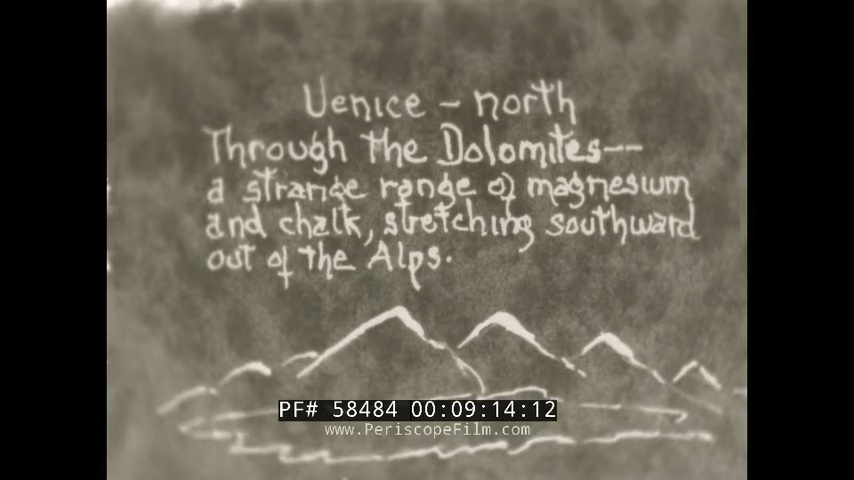 Venice - north
Through the Dolomites--
a strange range of magnesium
and chalk, stretching southward
out of the Alps.
PF# 58484 00:09:14:12
www.PeriscopeFilm.com